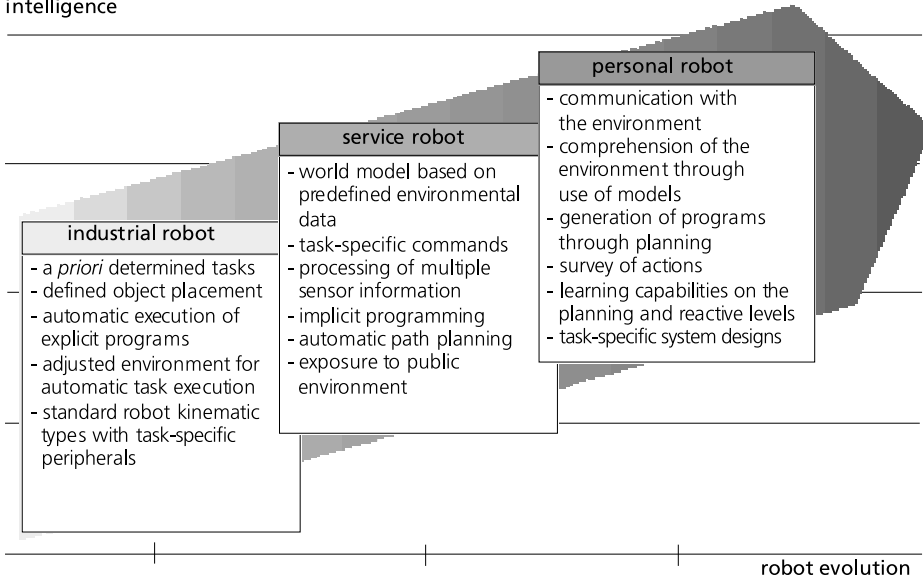 intelligence
industrial robot
- a priori determined tasks
- defined object placement
- automatic execution of
explicit programs
- adjusted environment for
automatic task execution
- standard robot kinematic
types with task-specific
peripherals
service robot
- world model based on
predefined environmental
data
- task-specific commands
- processing of multiple
sensor information
- implicit programming
- automatic path planning
- exposure to public
environment
personal robot
- communication with
the environment
- comprehension of the
environment through
use of models
- generation of programs
through planning
- survey of actions
- learning capabilities on the
planning and reactive levels
- task-specific system designs
robot evolution